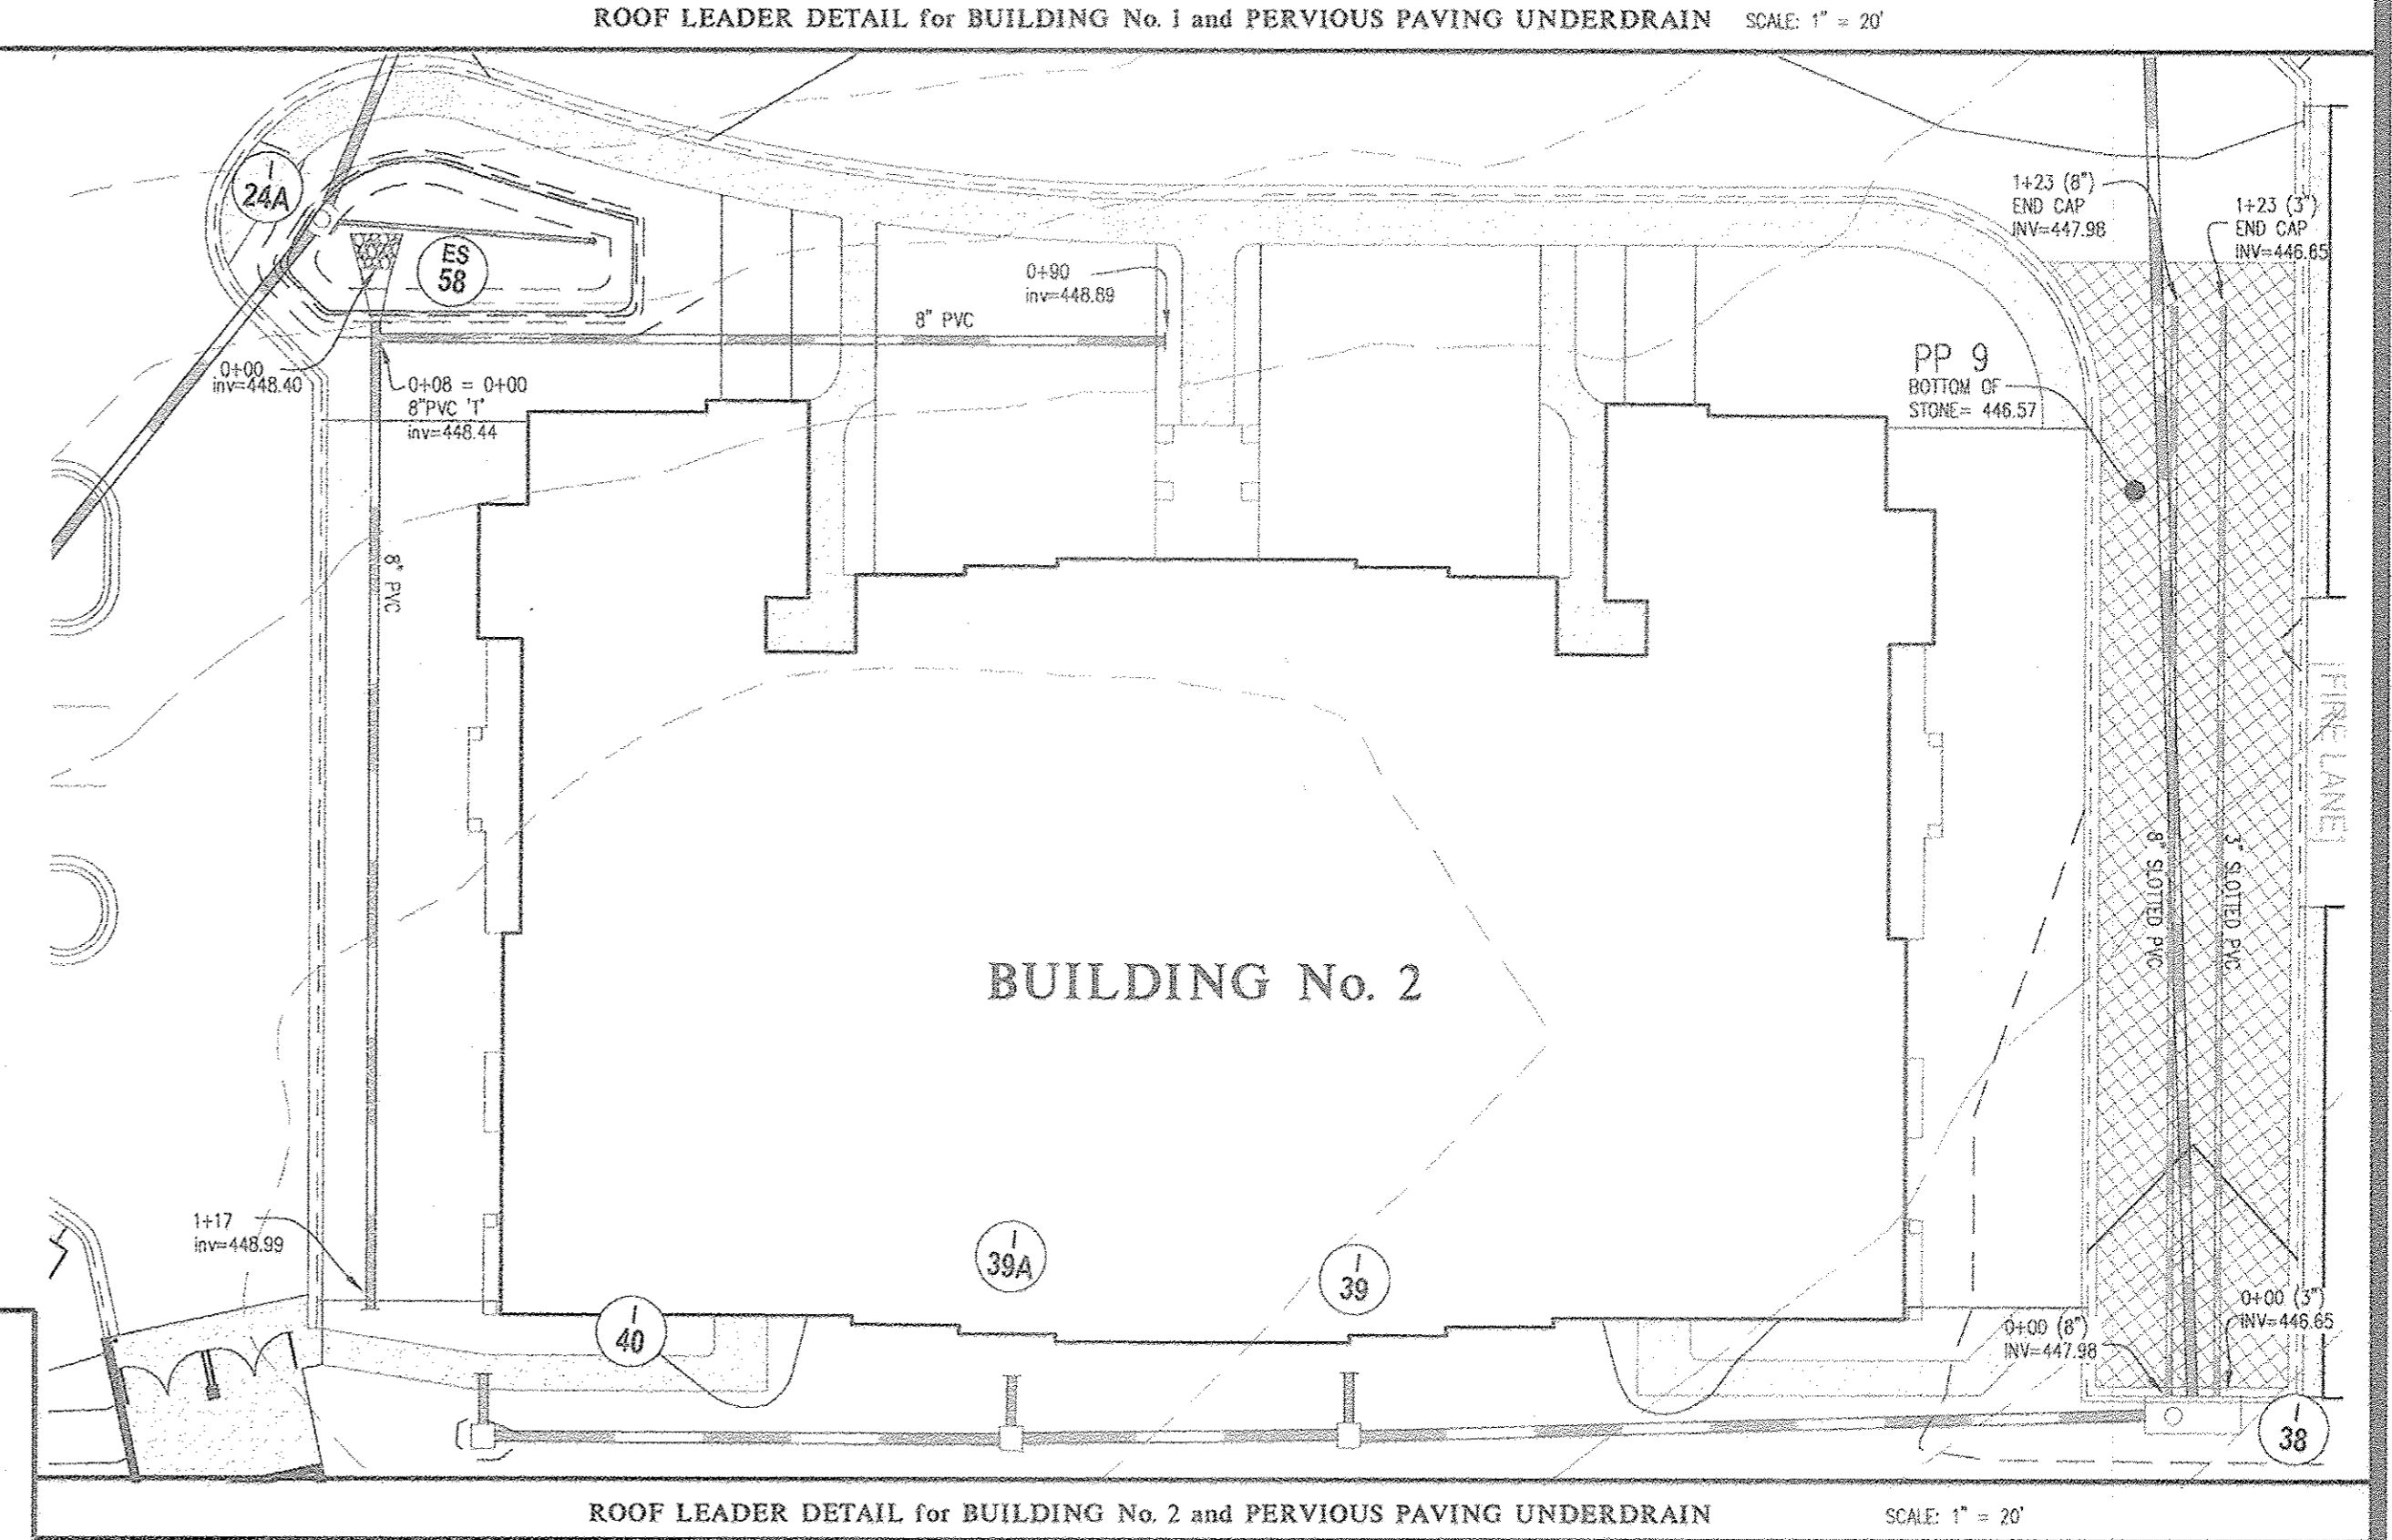 ROOF LEADER DETAIL for BUILDING No. 1 and PERVIOUS PAVING UNDERDRAIN SCALE: 1" = 20'
I
24A
ES
58
0+00
inv=448.40
0+08 = 0+00
8"PVC 'T'
inv=448.44
8" PVC
0+90
inv=448.89
8" PVC
1+23 (8")
END CAP
INV=447.98
1+23 (3")
END CAP
INV=446.65
PP 9
BOTTOM OF
STONE= 446.57
[FIRE LANE]
8" SLOTTED PVC
3" SLOTTED PVC
BUILDING No. 2
1+17
inv=448.99
I
40
I
39A
I
39
0+00 (8")
INV=447.98
0+00 (3")
INV=446.65
I
38
ROOF LEADER DETAIL for BUILDING No. 2 and PERVIOUS PAVING UNDERDRAIN SCALE: 1" = 20'